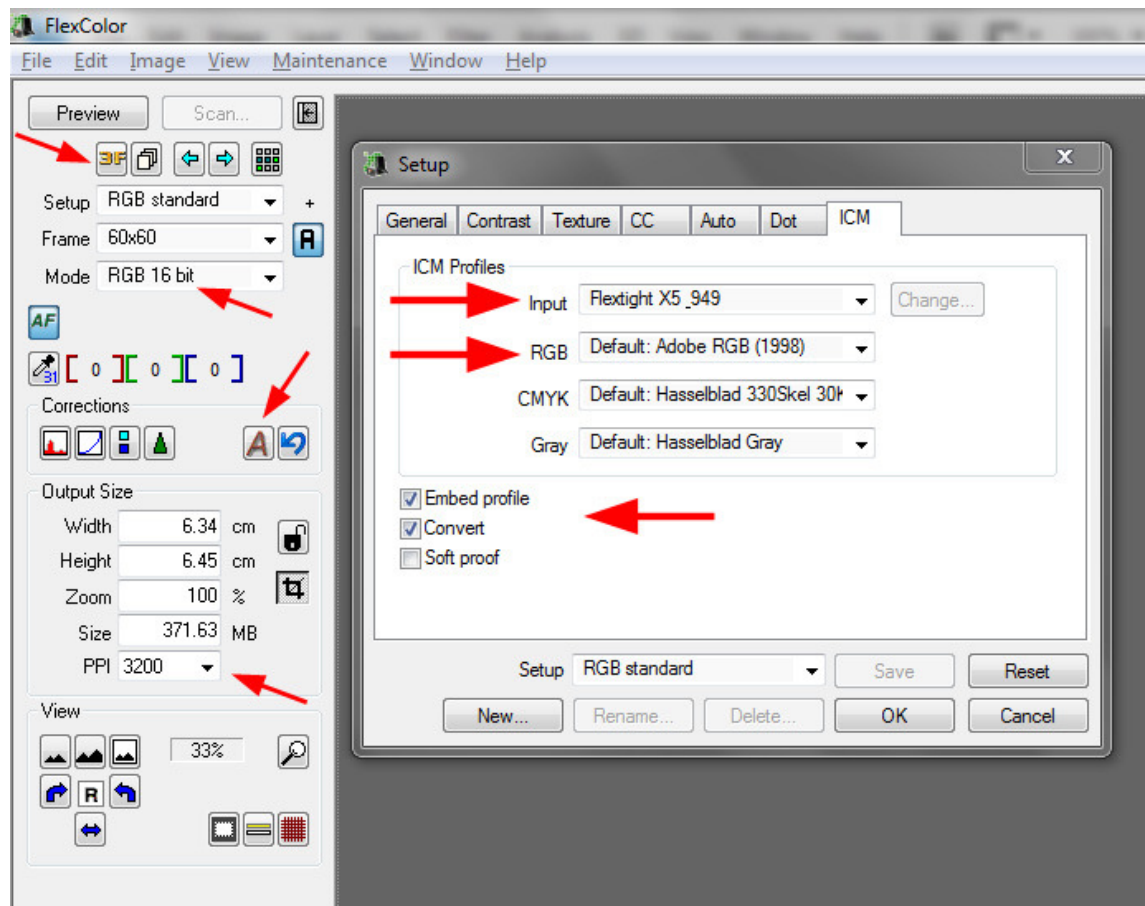 FlexColor
File Edit Image View Maintenance Window Help
Preview Scan...
3F
Setup RGB standard +
Frame 60x60 A
Mode RGB 16 bit
AF
31 [ 0 ][ 0 ][ 0 ]
Corrections
A
Output Size
Width 6.34 cm
Height 6.45 cm
Zoom 100 %
Size 371.63 MB
PPI 3200
View
33%
R
Setup X
General Contrast Texture CC Auto Dot ICM
ICM Profiles
Input Flextight X5_949 Change...
RGB Default: Adobe RGB (1998)
CMYK Default: Hasselblad 330Skel 30K
Gray Default: Hasselblad Gray
Embed profile
Convert
Soft proof
Setup RGB standard Save Reset
New... Rename... Delete... OK Cancel